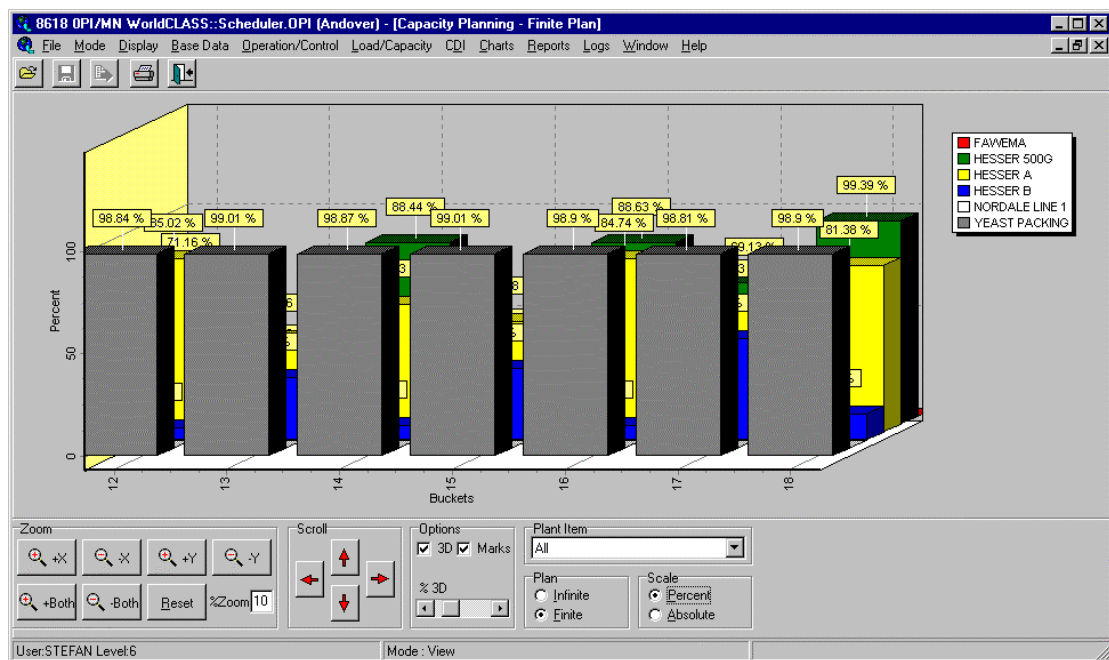 8618 OPI/MN WorldCLASS::Scheduler.OPI (Andover) - [Capacity Planning - Finite Plan]
File Mode Display Base Data Operation/Control Load/Capacity CDI Charts Reports Logs Window Help
FAWEMA
HESSER 500G
HESSER A
HESSER B
NORDALE LINE 1
YEAST PACKING
99.39 %
88.44 %
88.63 %
98.84 %
85.02 %
99.01 %
98.87 %
99.01 %
98.9 %
84.74 %
98.81 %
98.9 %
81.38 %
71.16 %
99.13 %
100
50
0
Percent
12 13 14 15 16 17 18
Buckets
Zoom
+X -X +Y -Y
+Both -Both Reset %Zoom 10
Scroll
Options
3D Marks
% 3D
Plant Item
All
Plan
Infinite
Finite
Scale
Percent
Absolute
User:STEFAN Level:6
Mode : View